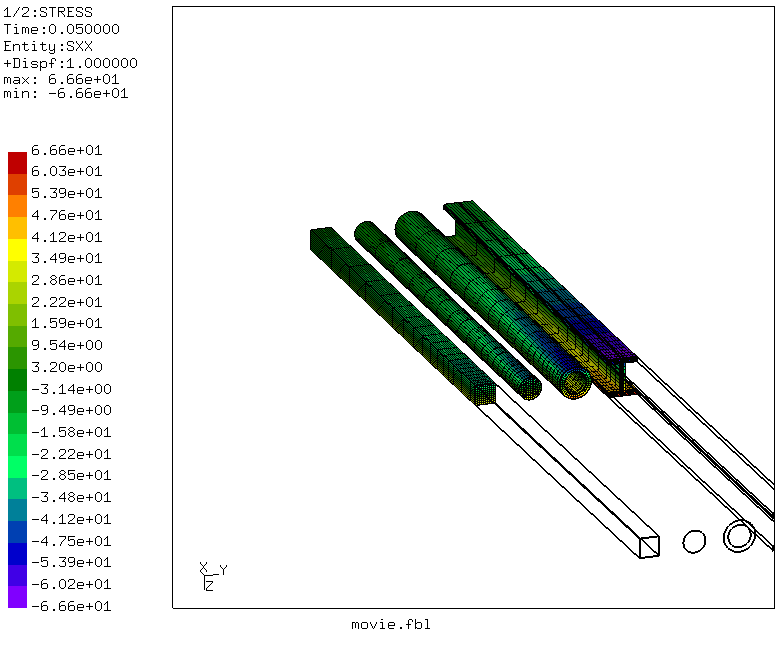 1/2:STRESS
Time:0.050000
Entity:SXX
+Dispf:1.000000
max: 6.66e+01
min: -6.66e+01
6.66e+01
6.03e+01
5.39e+01
4.76e+01
4.12e+01
3.49e+01
2.86e+01
2.22e+01
1.59e+01
9.54e+00
3.20e+00
-3.14e+00
-9.49e+00
-1.58e+01
-2.22e+01
-2.85e+01
-3.48e+01
-4.12e+01
-4.75e+01
-5.39e+01
-6.02e+01
-6.66e+01
X
Y
Z
movie.fbl